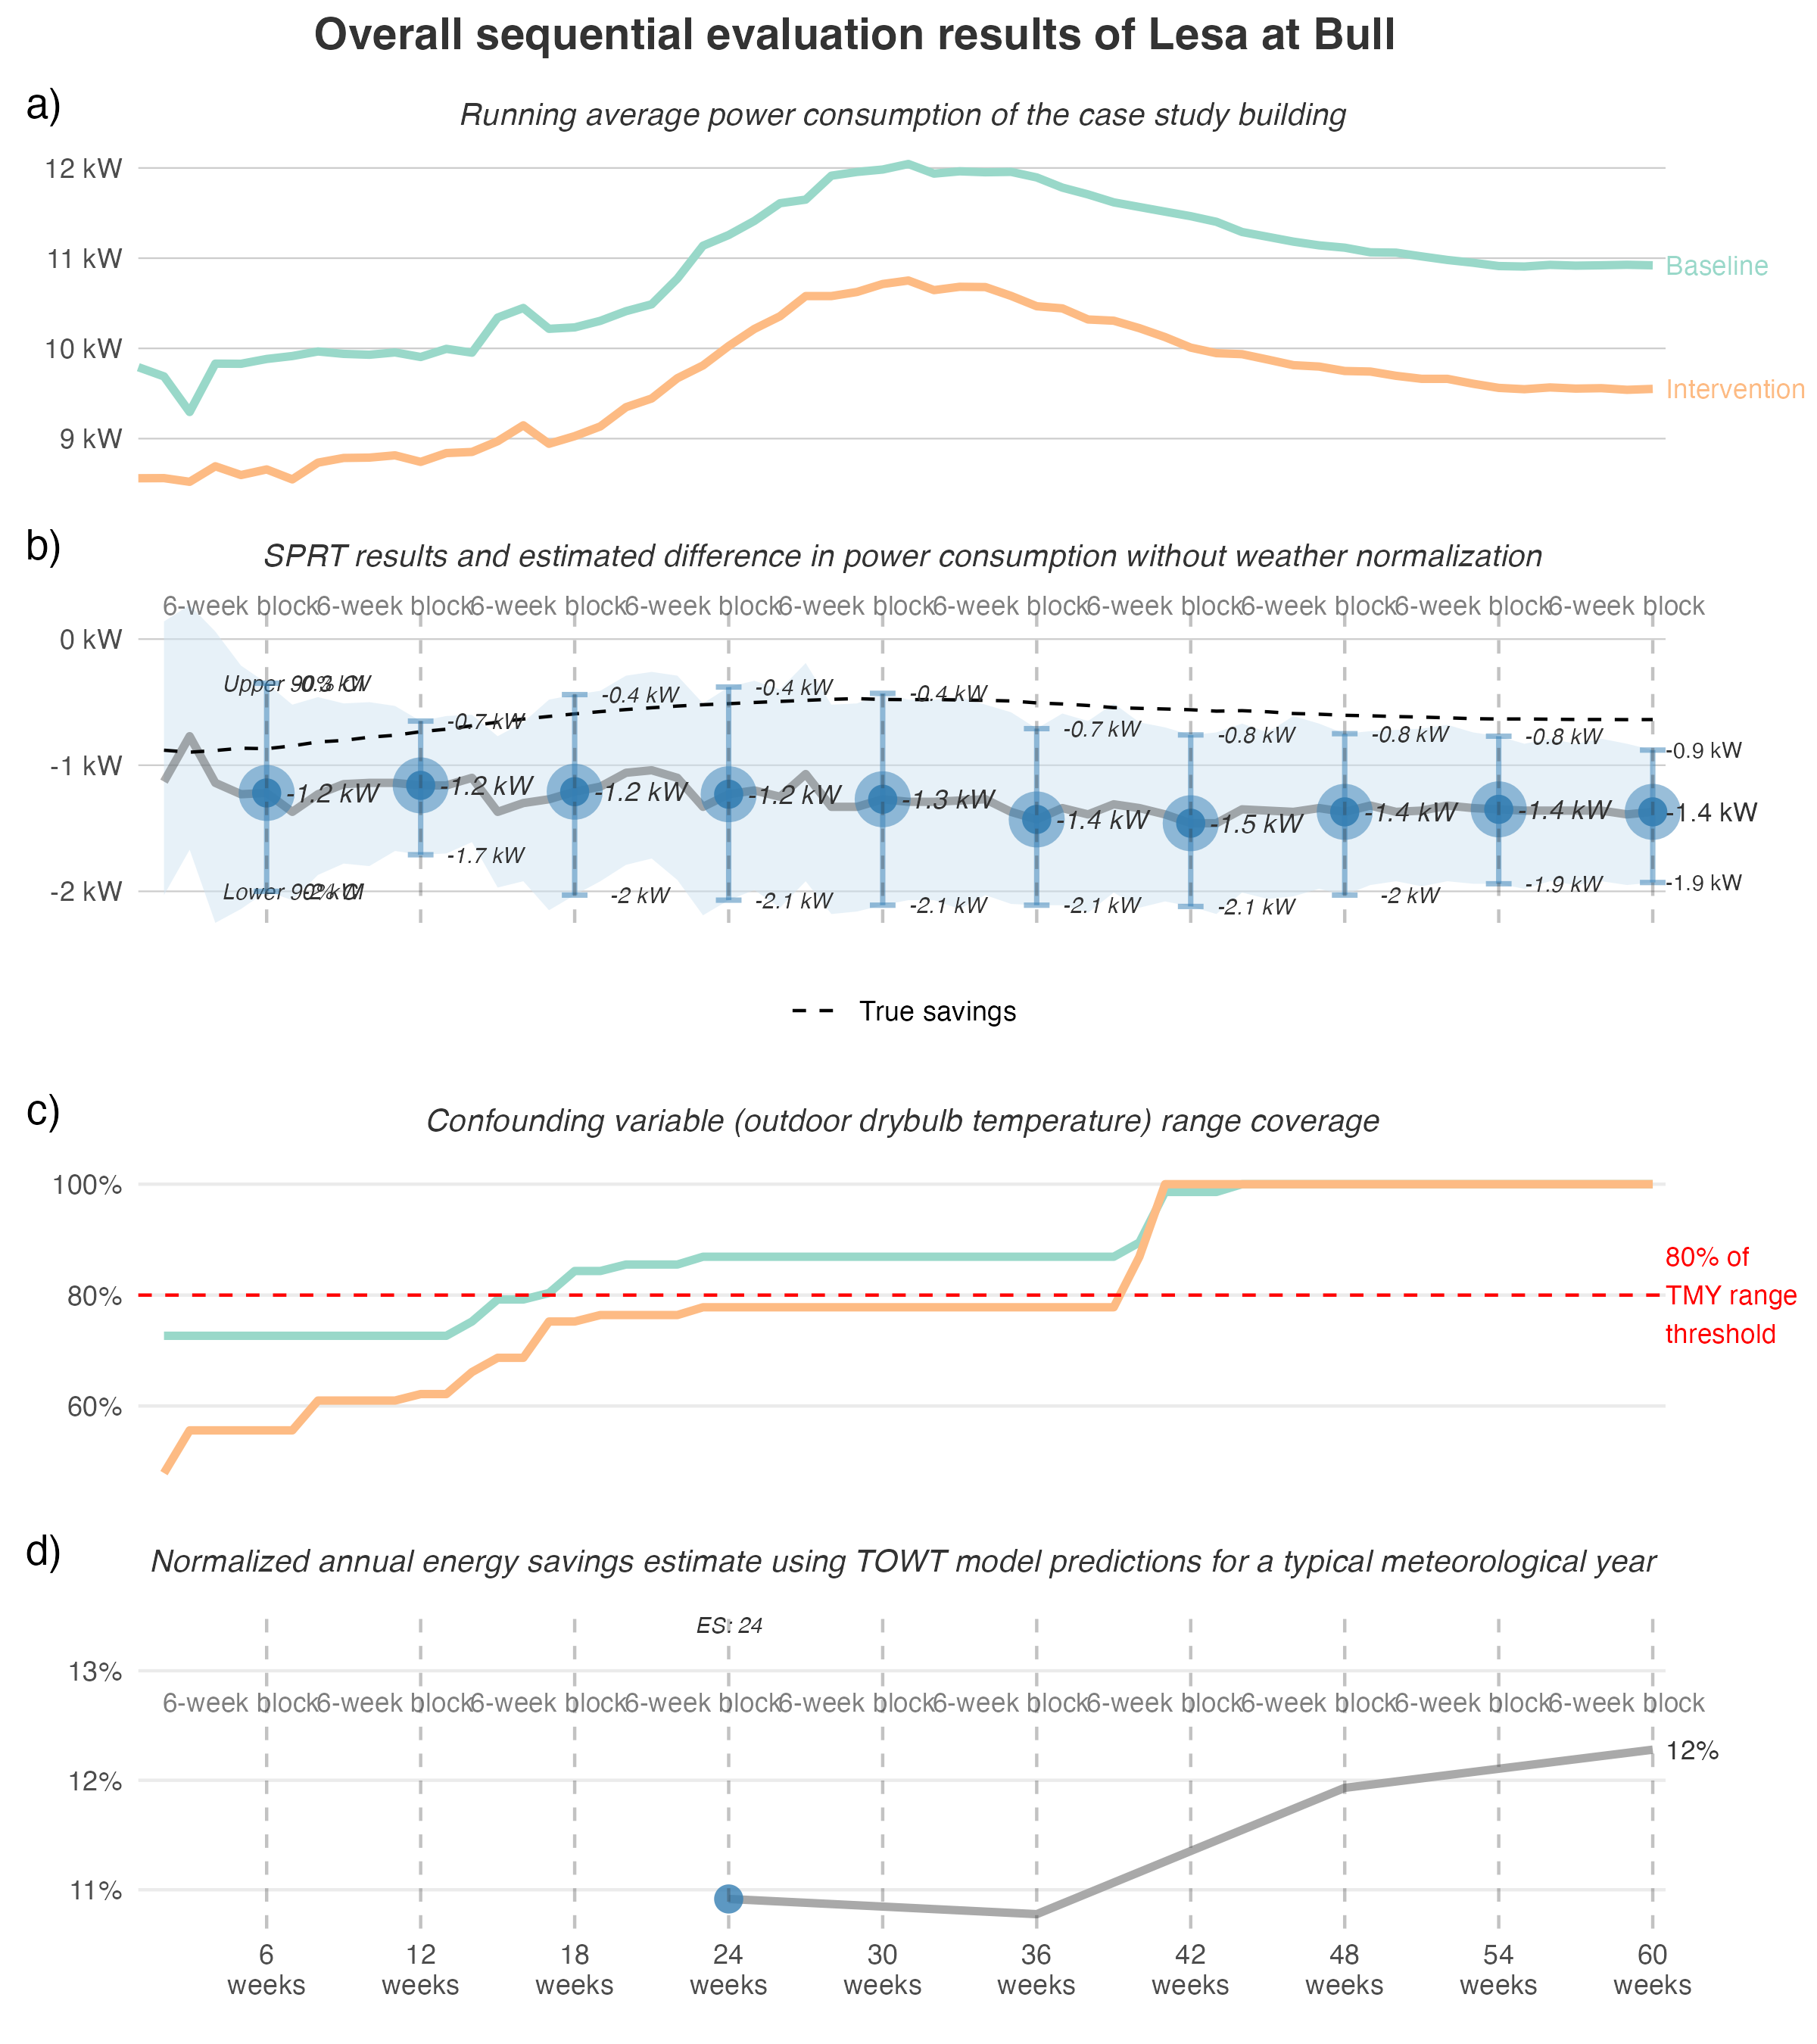 Overall sequential evaluation results of Lesa at Bull
a)
Running average power consumption of the case study building
12 kW
11 kW
10 kW
9 kW
Baseline
Intervention
b)
SPRT results and estimated difference in power consumption without weather normalization
6-week block 6-week block 6-week block 6-week block 6-week block 6-week block 6-week block 6-week block 6-week block 6-week block
0 kW
-1 kW
-2 kW
Upper 90% CI
-0.3 kW
-0.7 kW
-0.4 kW
-0.4 kW
-0.4 kW
-0.7 kW
-0.8 kW
-0.8 kW
-0.8 kW
-0.9 kW
-1.2 kW
-1.2 kW
-1.2 kW
-1.2 kW
-1.3 kW
-1.4 kW
-1.5 kW
-1.4 kW
-1.4 kW
-1.4 kW
Lower 90% CI
-2 kW
-1.7 kW
-2 kW
-2.1 kW
-2.1 kW
-2.1 kW
-2.1 kW
-2 kW
-1.9 kW
-1.9 kW
True savings
c)
Confounding variable (outdoor drybulb temperature) range coverage
100%
80%
60%
80% of
TMY range
threshold
d)
Normalized annual energy savings estimate using TOWT model predictions for a typical meteorological year
ES: 24
13%
6-week block 6-week block 6-week block 6-week block 6-week block 6-week block 6-week block 6-week block 6-week block 6-week block
12%
12%
11%
6 12 18 24 30 36 42 48 54 60
weeks weeks weeks weeks weeks weeks weeks weeks weeks weeks